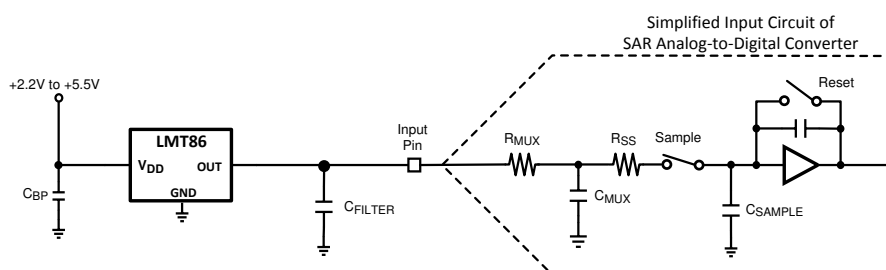 Simplified Input Circuit of
SAR Analog-to-Digital Converter
+2.2V to +5.5V
Reset
LMT86
Input
Pin
RMUX
RSS
Sample
VDD
OUT
GND
CBP
CFILTER
CMUX
CSAMPLE